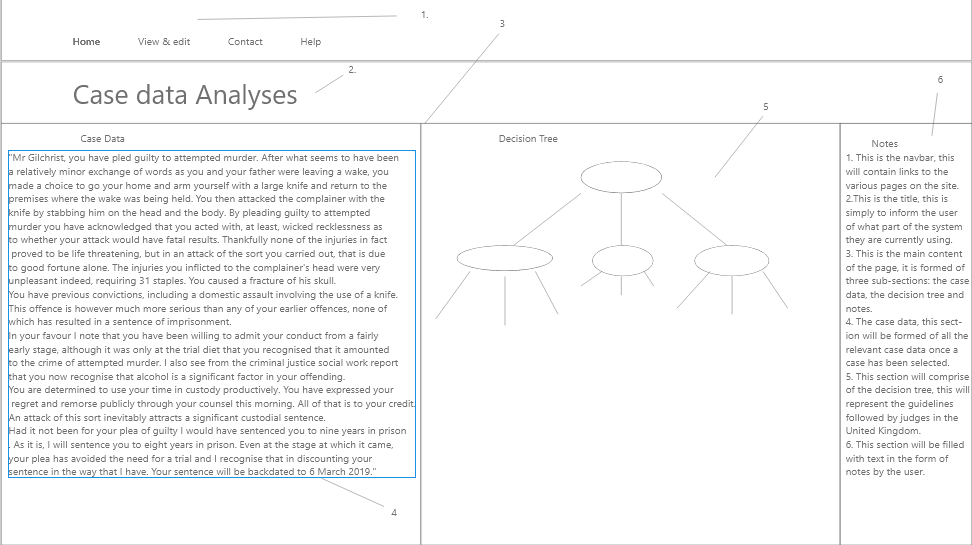 1.
3
Home View & edit Contact Help
2.
6
Case data Analyses
5
Case Data
Decision Tree
Notes
"Mr Gilchrist, you have pled guilty to attempted murder. After what seems to have been
a relatively minor exchange of words as you and your father were leaving a wake, you
made a choice to go your home and arm yourself with a large knife and return to the
premises where the wake was being held. You then attacked the complainer with the
knife by stabbing him on the head and the body. By pleading guilty to attempted
murder you have acknowledged that you acted with, at least, wicked recklessness as
to whether your attack would have fatal results. Thankfully none of the injuries in fact
proved to be life threatening, but in an attack of the sort you carried out, that is due
to good fortune alone. The injuries you inflicted to the complainer's head were very
unpleasant indeed, requiring 31 staples. You caused a fracture of his skull.
You have previous convictions, including a domestic assault involving the use of a knife.
This offence is however much more serious than any of your earlier offences, none of
which has resulted in a sentence of imprisonment.
In your favour I note that you have been willing to admit your conduct from a fairly
early stage, although it was only at the trial diet that you recognised that it amounted
to the crime of attempted murder. I also see from the criminal justice social work report
that you now recognise that alcohol is a significant factor in your offending.
You are determined to use your time in custody productively. You have expressed your
regret and remorse publicly through your counsel this morning. All of that is to your credit.
An attack of this sort inevitably attracts a significant custodial sentence.
Had it not been for your plea of guilty I would have sentenced you to nine years in prison
. As it is, I will sentence you to eight years in prison. Even at the stage at which it came,
your plea has avoided the need for a trial and I recognise that in discounting your
sentence in the way that I have. Your sentence will be backdated to 6 March 2019."
4
1. This is the navbar, this
will contain links to the
various pages on the site.
2.This is the title, this is
simply to inform the user
of what part of the system
they are currently using.
3. This is the main content
of the page, it is formed of
three sub-sections: the case
data, the decision tree and
notes.
4. The case data, this sect-
ion will be formed of all the
relevant case data once a
case has been selected.
5. This section will comprise
of the decision tree, this will
represent the guidelines
followed by judges in the
United Kingdom.
6. This section will be filled
with text in the form of
notes by the user.